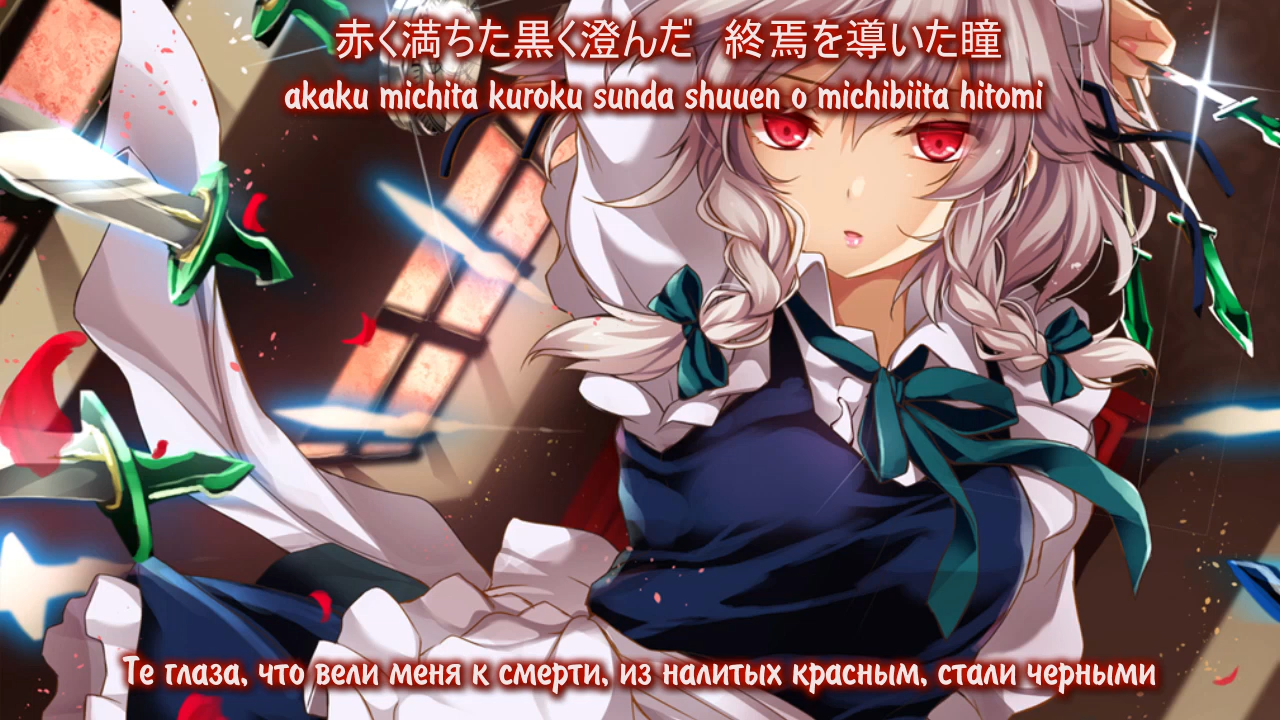 赤く満ちた黒く澄んだ 終焉を導いた瞳
akaku michita kuroku sunda shuuen o michibiita hitomi
Те глаза, что вели меня к смерти, из налитых красным, стали черными